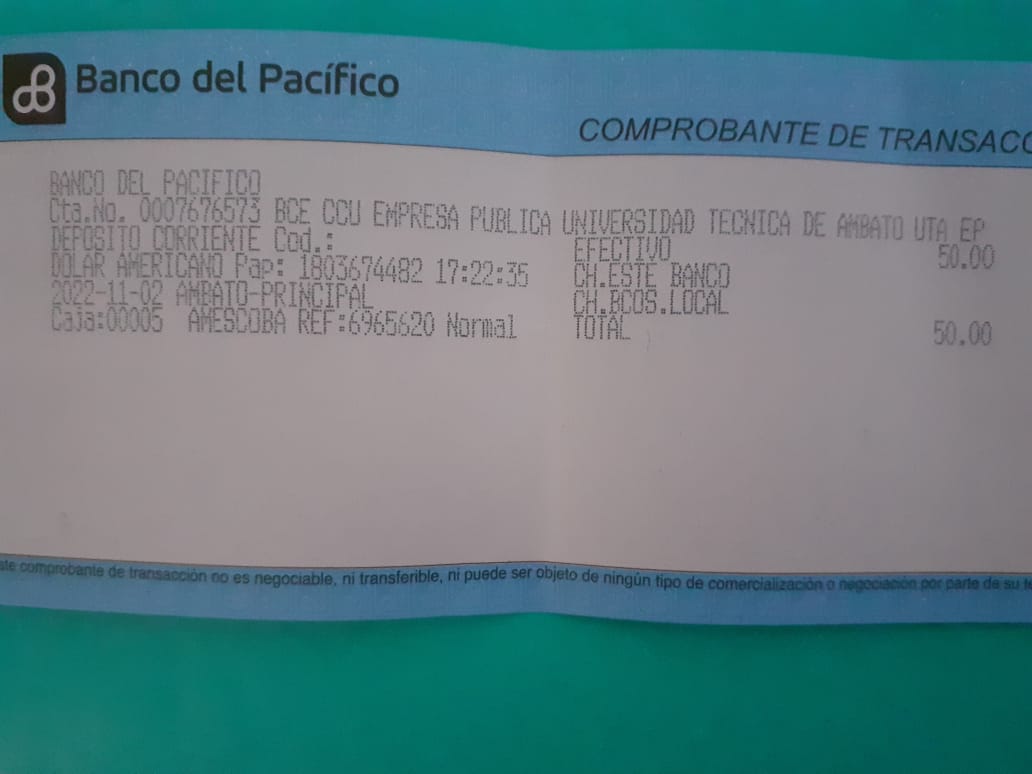 Banco del Pacífico
COMPROBANTE DE TRANSACC
BANCO DEL PACIFICO
Cta.No. 0007676573 BCE CCU EMPRESA PUBLICA UNIVERSIDAD TECNICA DE AMBATO UTA EP
DEPOSITO CORRIENTE Cod.: EFECTIVO 50.00
DOLAR AMERICANO Pap: 1803674482 17:22:35 CH.ESTE BANCO
2022-11-02 AMBATO-PRINCIPAL CH.BCOS.LOCAL
Caja:00005 AMESCOBA REF:6965620 Normal TOTAL 50.00
ste comprobante de transacción no es negociable, ni transferible, ni puede ser objeto de ningún tipo de comercialización o negociación por parte de su te